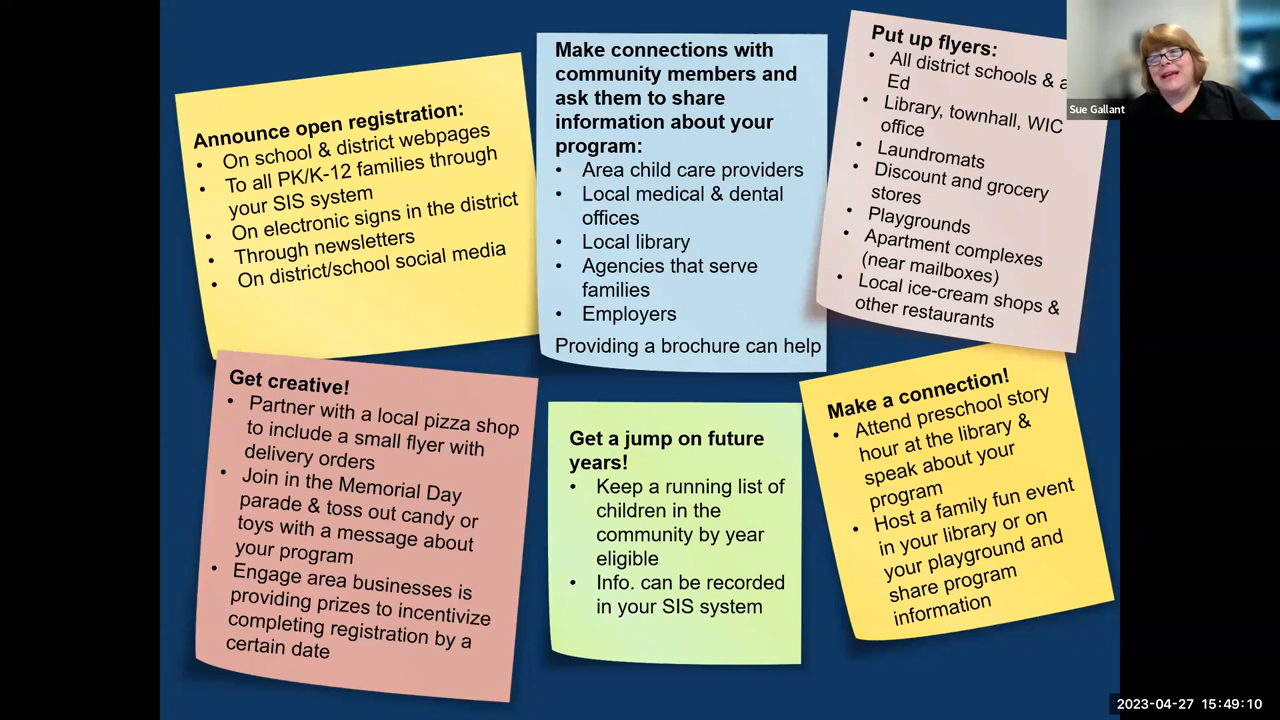 Announce open registration:
• On school & district webpages
• To all PK/K-12 families through
your SIS system
• On electronic signs in the district
• Through newsletters
• On district/school social media
Make connections with
community members and
ask them to share
information about your
program:
• Area child care providers
• Local medical & dental
offices
• Local library
• Agencies that serve
families
• Employers
Providing a brochure can help
Put up flyers:
• All district schools &
Ed
• Library, townhall, WIC
office
• Laundromats
• Discount and grocery
stores
• Playgrounds
• Apartment complexes
(near mailboxes)
• Local ice-cream shops &
other restaurants
Sue Gallant
Get creative!
• Partner with a local pizza shop
to include a small flyer with
delivery orders
• Join in the Memorial Day
parade & toss out candy or
toys with a message about
your program
• Engage area businesses is
providing prizes to incentivize
completing registration by a
certain date
Get a jump on future
years!
• Keep a running list of
children in the
community by year
eligible
• Info. can be recorded
in your SIS system
Make a connection!
• Attend preschool story
hour at the library &
speak about your
program
• Host a family fun event
in your library or on
your playground and
share program
information
2023-04-27 15:49:10